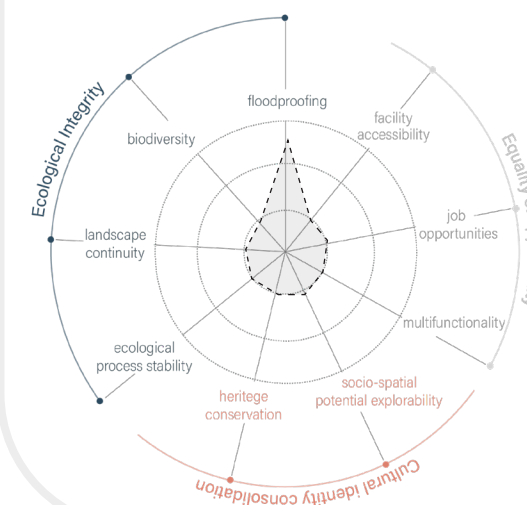 Ecological Integrity
floodproofing
biodiversity
facility
accessibility
Equality
landscape
continuity
job
opportunities
multifunctionality
ecological
process stability
heritege
conservation
socio-spatial
potential explorability
Cultural identity consolidation